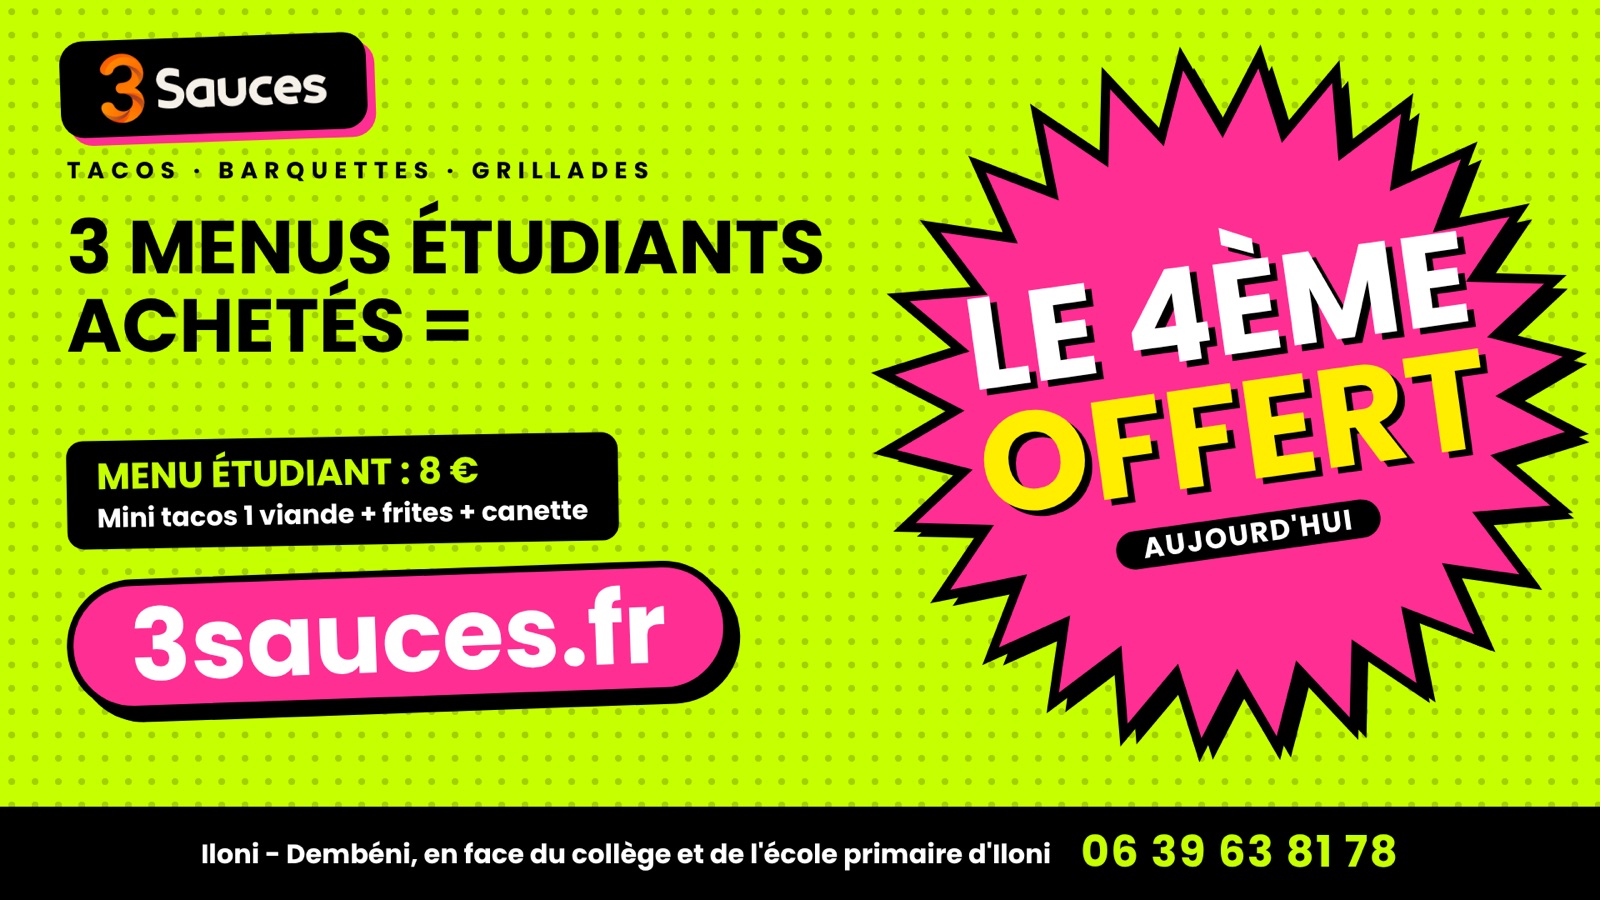 3 Sauces
TACOS · BARQUETTES · GRILLADES
3 MENUS ÉTUDIANTS
ACHETÉS =
LE 4ÈME
OFFERT
AUJOURD'HUI
MENU ÉTUDIANT : 8 €
Mini tacos 1 viande + frites + canette
3sauces.fr
Iloni - Dembéni, en face du collège et de l'école primaire d'Iloni 06 39 63 81 78